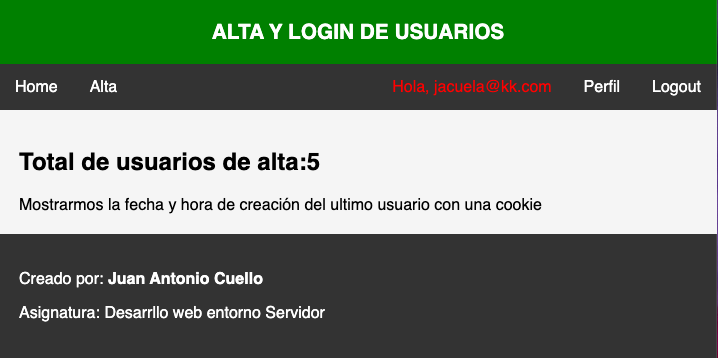 ALTA Y LOGIN DE USUARIOS
Home Alta Hola, jacuela@kk.com Perfil Logout
Total de usuarios de alta:5
Mostrarmos la fecha y hora de creación del ultimo usuario con una cookie
Creado por: Juan Antonio Cuello
Asignatura: Desarrllo web entorno Servidor